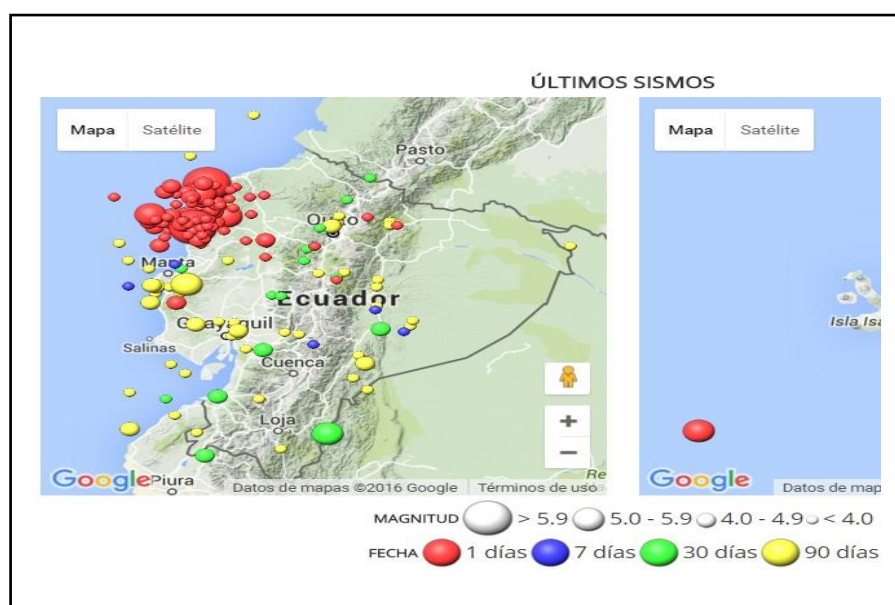 ÚLTIMOS SISMOS
Mapa Satélite
Pasto
Quito
Manta
Ecuador
Guayaquil
Salinas
Cuenca
Loja
Piura
Google
Datos de mapas ©2016 Google Términos de uso
Mapa Satélite
Isla Isa
Google
Datos de map
MAGNITUD > 5.9 5.0 - 5.9 4.0 - 4.9 < 4.0
FECHA 1 días 7 días 30 días 90 días